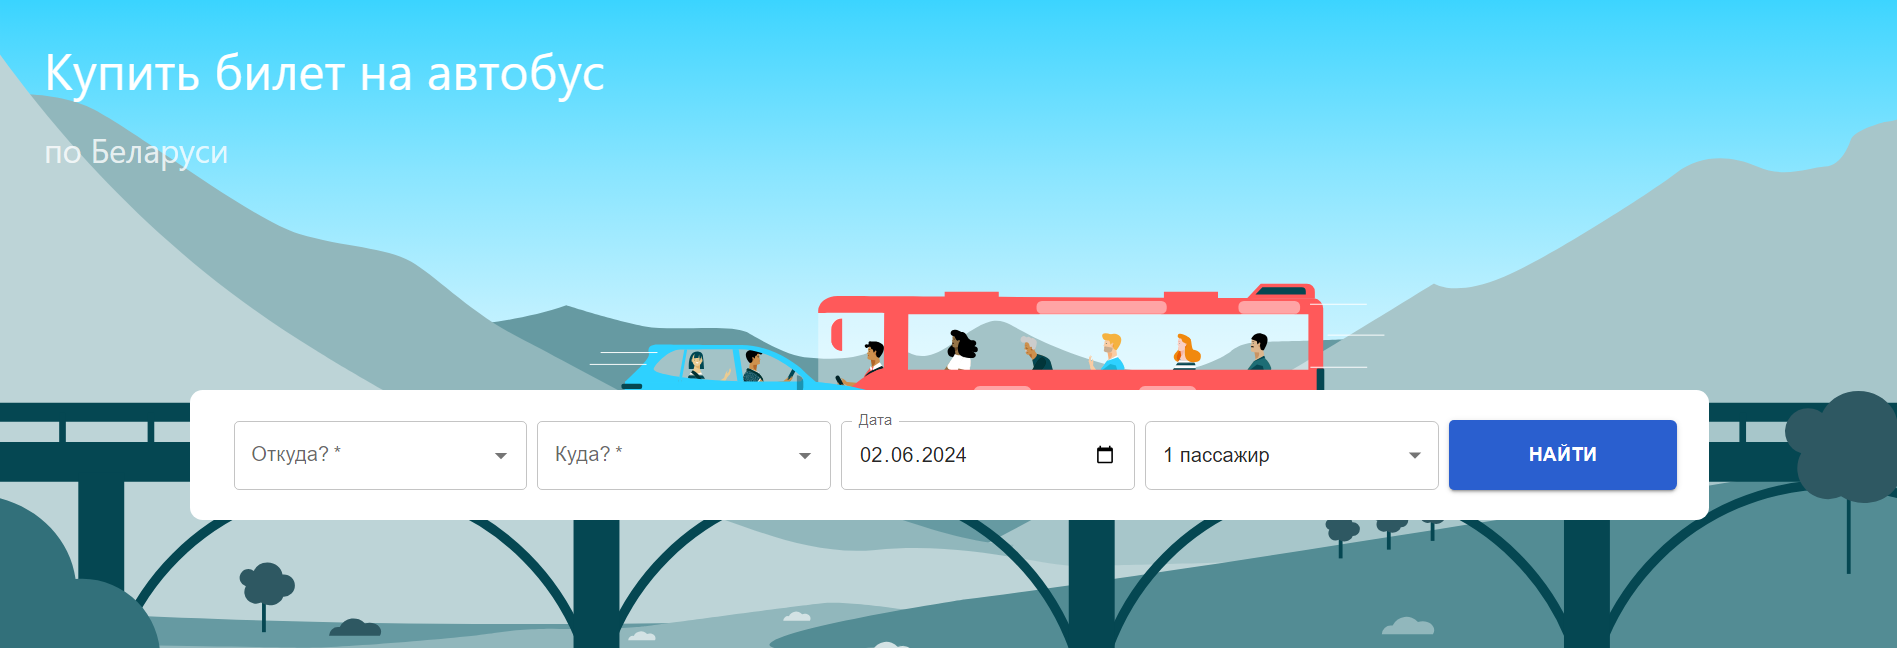 Купить билет на автобус
по Беларуси
Дата
Откуда? *
Куда? *
02.06.2024
1 пассажир
НАЙТИ